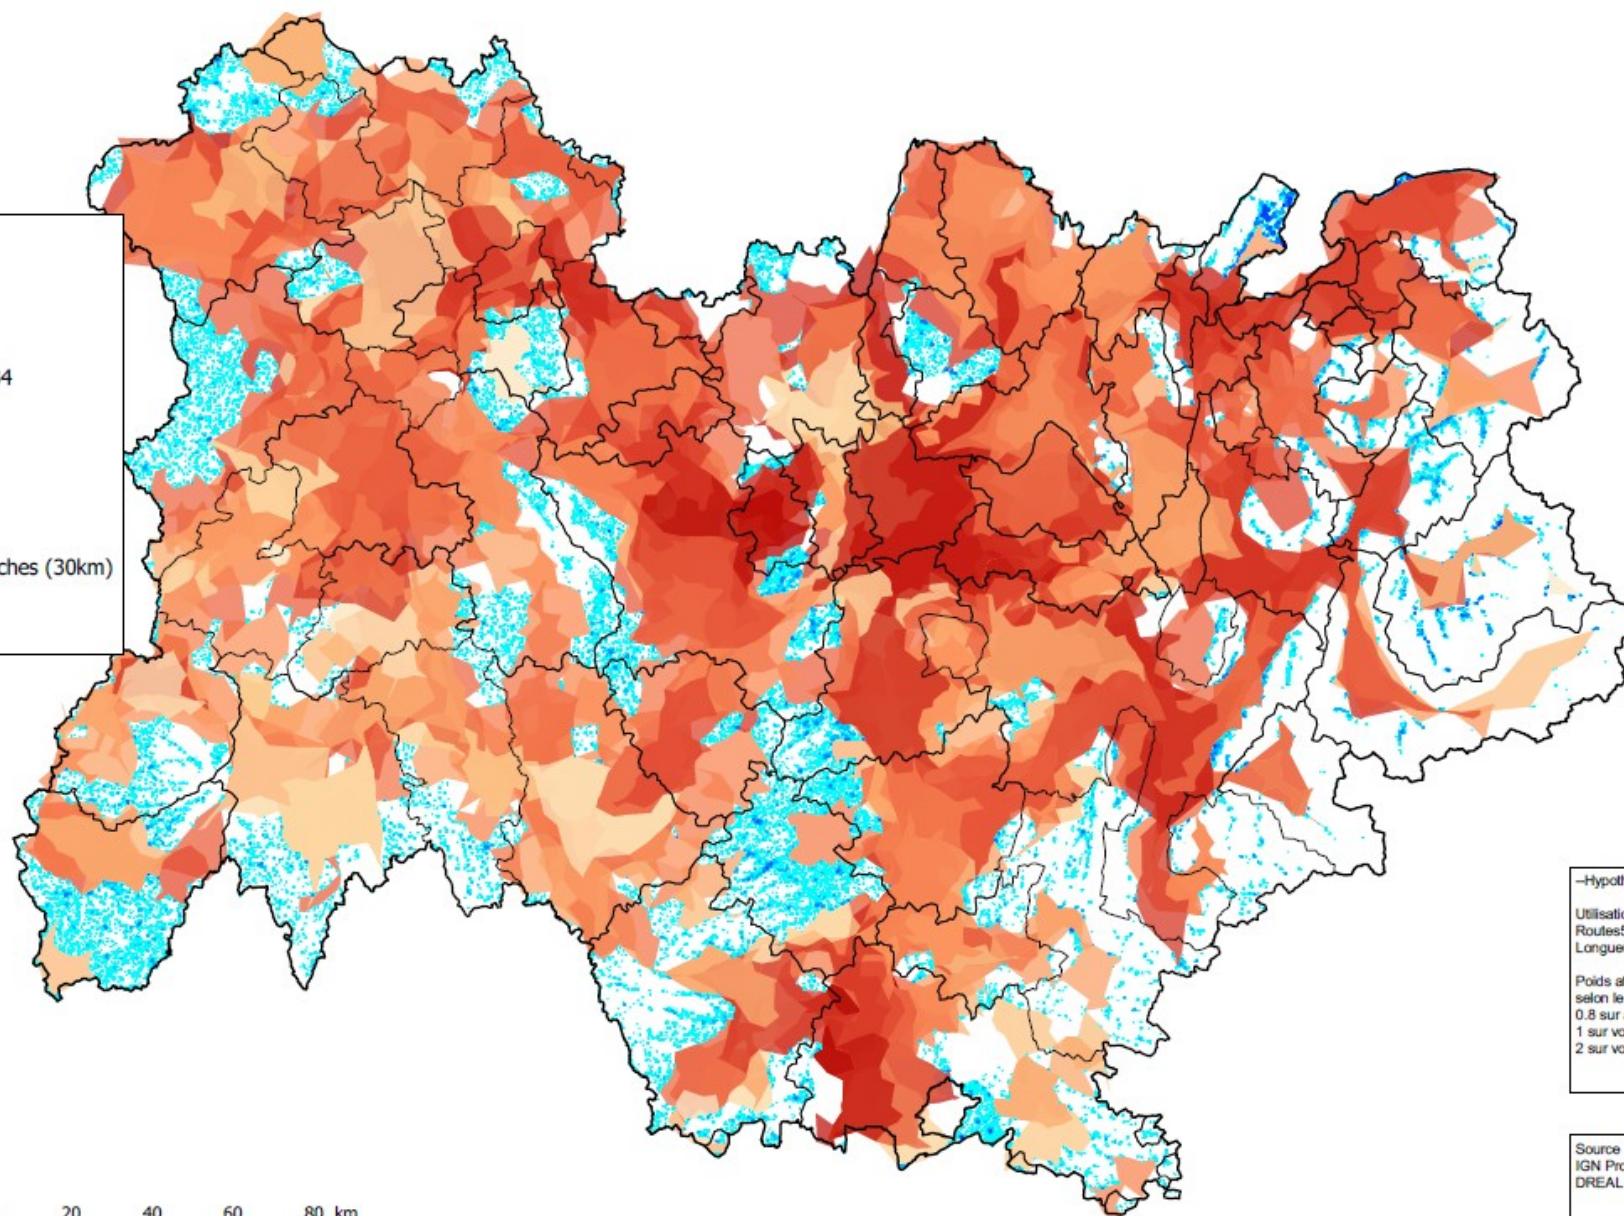 4
ches (30km)
20 40 60 80 km
–Hypoth
Utilisatio
Routes5
Longue
Poids a
selon le
0.8 sur
1 sur vo
2 sur vo
Source
IGN Pro
DREAL